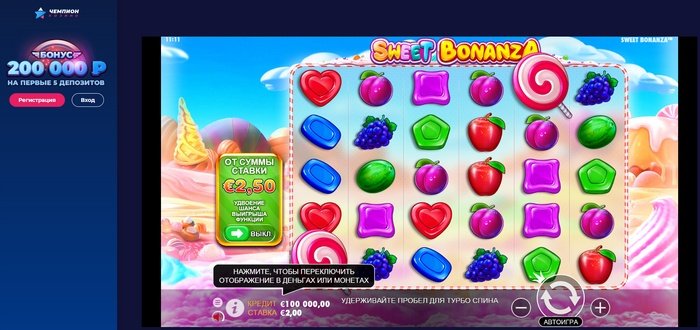 ЧЕМПИОН
КАЗИНО
БОНУС
200 000 ₽
НА ПЕРВЫЕ 5 ДЕПОЗИТОВ
Регистрация
Вход
11:11
SWEET BONANZA™
SWEET BONANZA
ОТ СУММЫ
СТАВКИ
€2,50
УДВОЕНИЕ
ШАНСА
ВЫИГРЫША
ФУНКЦИИ
ВЫКЛ
НАЖМИТЕ, ЧТОБЫ ПЕРЕКЛЮЧИТЬ
ОТОБРАЖЕНИЕ В ДЕНЬГАХ ИЛИ МОНЕТАХ
КРЕДИТ €100 000,00
СТАВКА €2,00
УДЕРЖИВАЙТЕ ПРОБЕЛ ДЛЯ ТУРБО СПИНА
АВТОИГРА